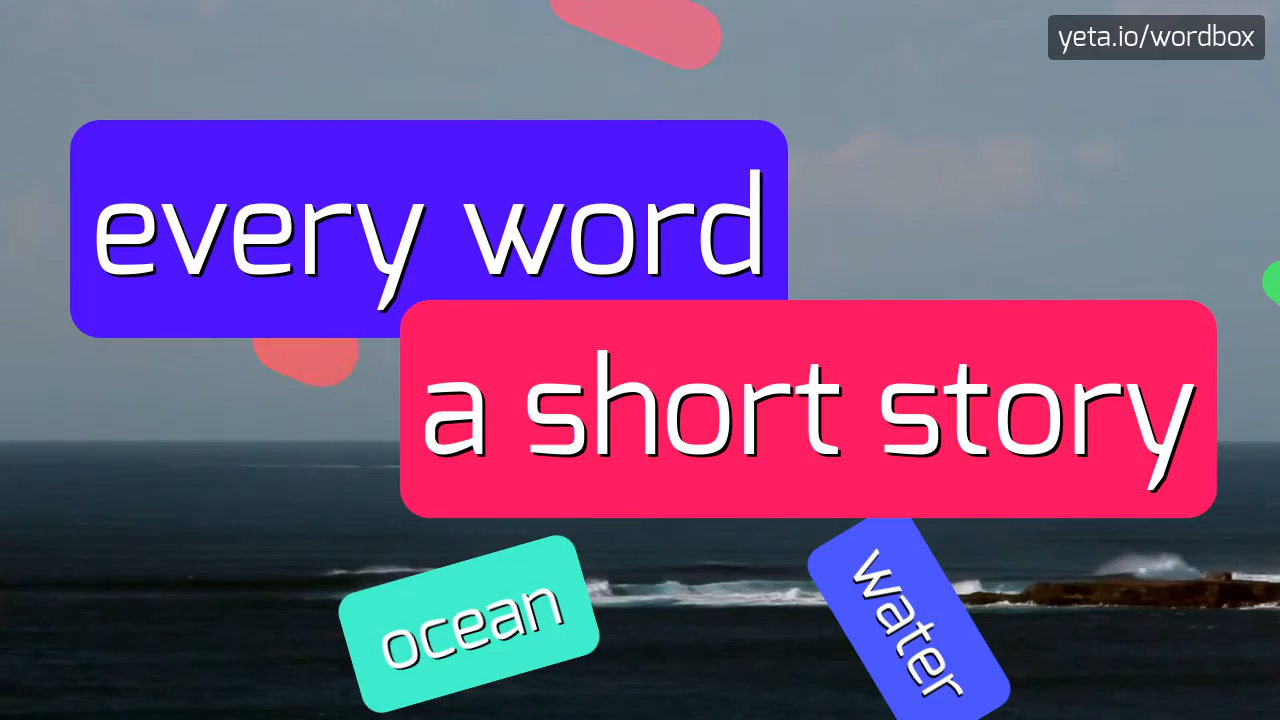 yeta.io/wordbox
every word
a short story
ocean
water